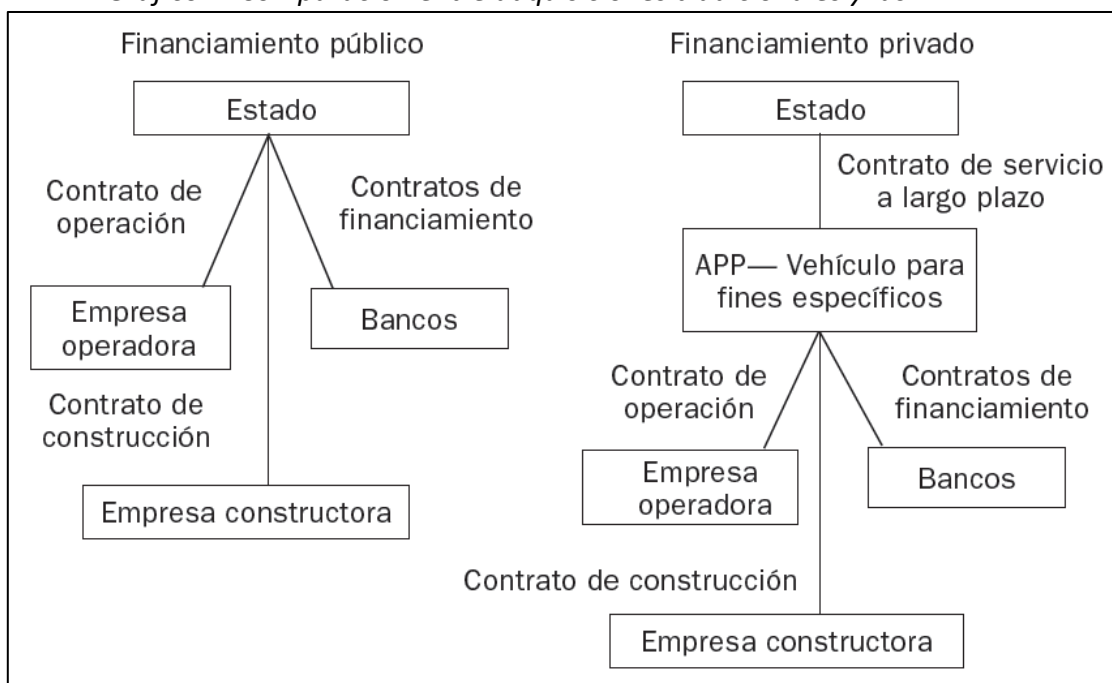 Financiamiento público
Estado
Contrato de
operación
Contratos de
financiamiento
Empresa
operadora
Bancos
Contrato de
construcción
Empresa constructora
Financiamiento privado
Estado
Contrato de servicio
a largo plazo
APP— Vehículo para
fines específicos
Contrato de
operación
Contratos de
financiamiento
Empresa
operadora
Bancos
Contrato de construcción
Empresa constructora